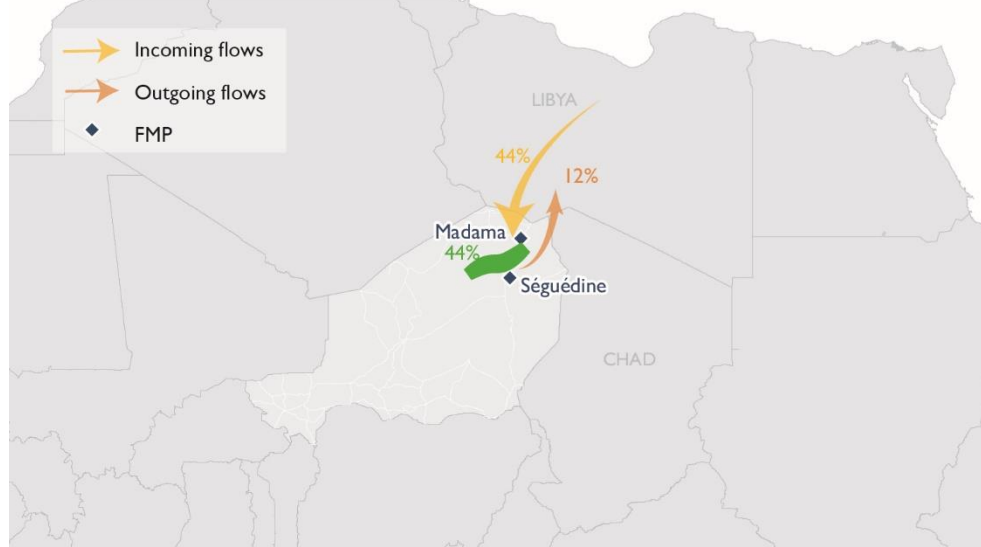 Incoming flows
Outgoing flows
FMP
LIBYA
44%
12%
Madama
44%
Séguédine
CHAD